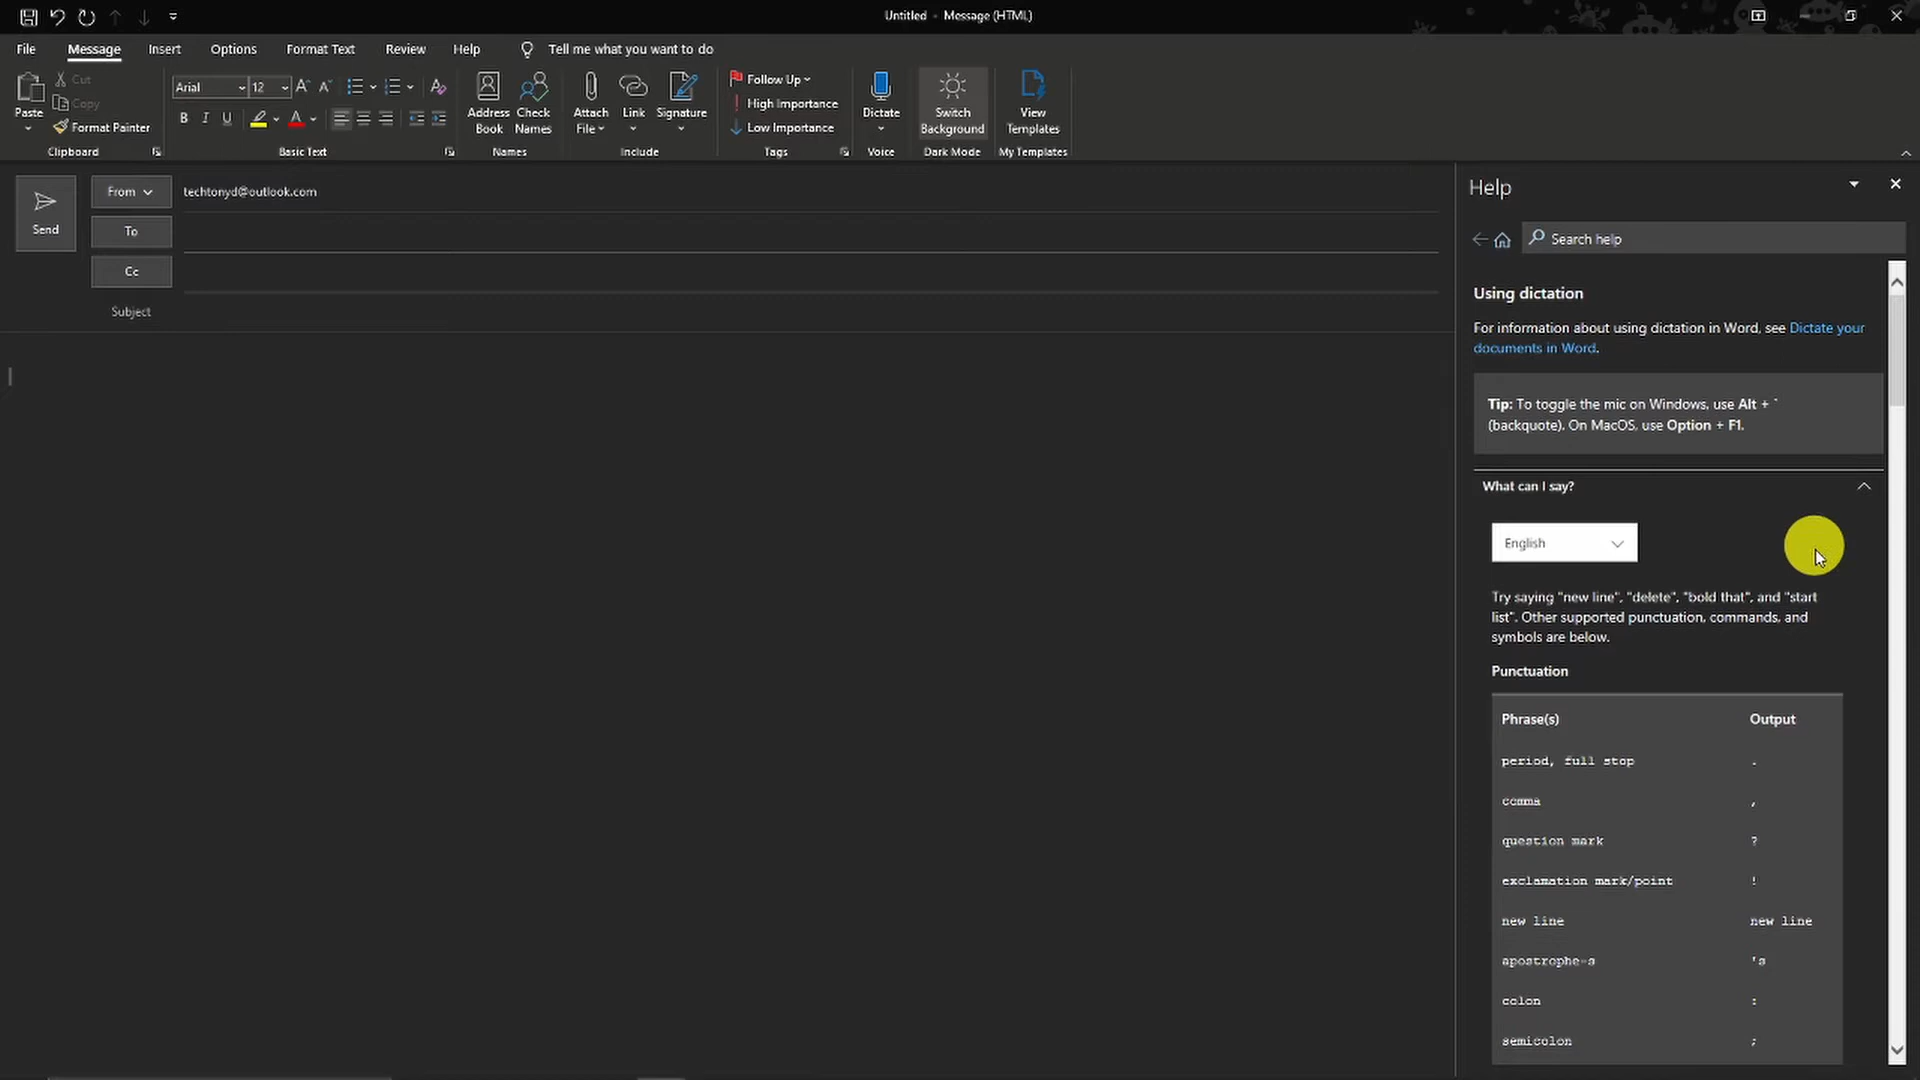 Untitled - Message (HTML)
File Message Insert Options Format Text Review Help Tell me what you want to do
Paste
Cut
Copy
Format Painter
Clipboard
Arial 12
B I U
Basic Text
Address Book
Check Names
Names
Attach File
Link
Signature
Include
Follow Up
High Importance
Low Importance
Tags
Dictate
Voice
Switch Background
Dark Mode
View Templates
My Templates
Send
From techtonyd@outlook.com
To
Cc
Subject
Help
Search help
Using dictation
For information about using dictation in Word, see Dictate your
documents in Word.
Tip: To toggle the mic on Windows, use Alt + `
(backquote). On MacOS, use Option + F1.
What can I say?
English
Try saying "new line", "delete", "bold that", and "start
list". Other supported punctuation, commands, and
symbols are below.
Punctuation
Phrase(s) Output
period, full stop .
comma ,
question mark ?
exclamation mark/point !
new line new line
apostrophe-s 's
colon :
semicolon ;